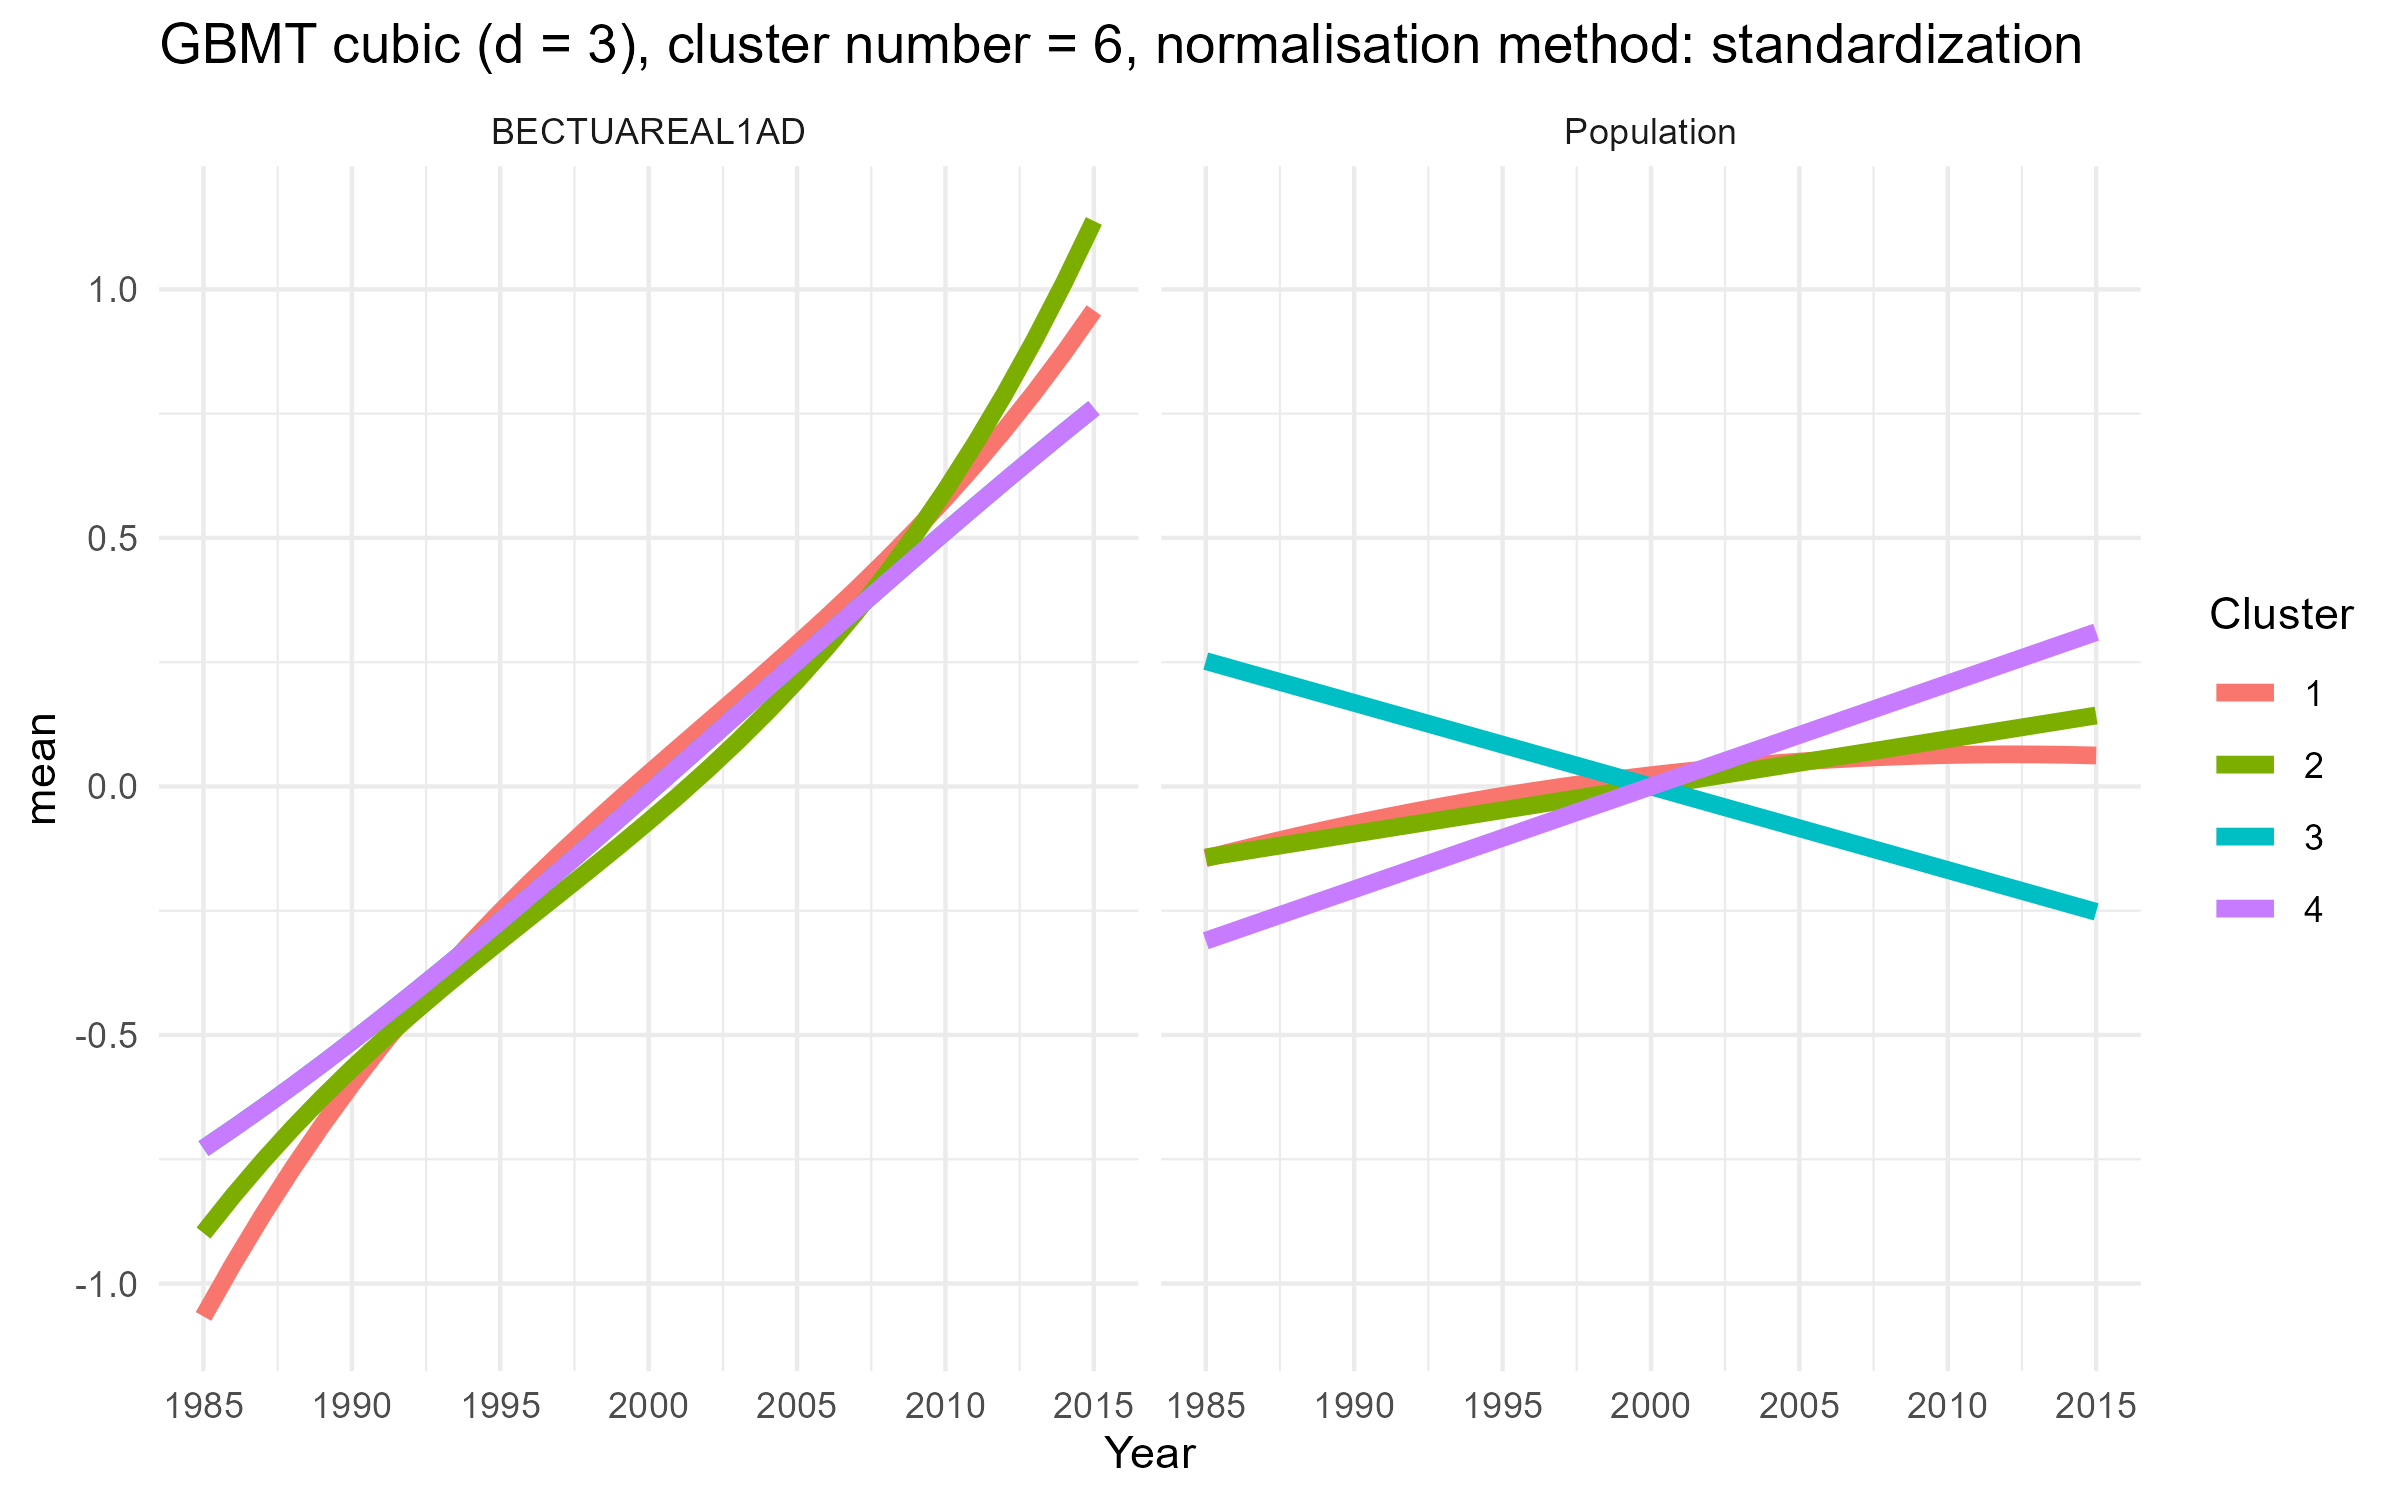 GBMT cubic (d = 3), cluster number = 6, normalisation method: standardization
BECTUAREAL1AD
Population
1.0
0.5
0.0
-0.5
-1.0
mean
1985 1990 1995 2000 2005 2010 2015
1985 1990 1995 2000 2005 2010 2015
Year
Cluster
1
2
3
4